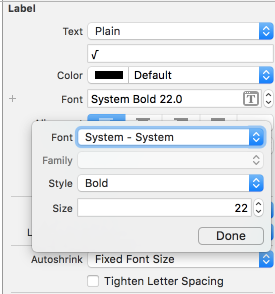 Label
Text Plain
√
Color Default
+ Font System Bold 22.0 T
Font System - System
Family
Style Bold
Size 22
Done
L
Autoshrink Fixed Font Size
Tighten Letter Spacing